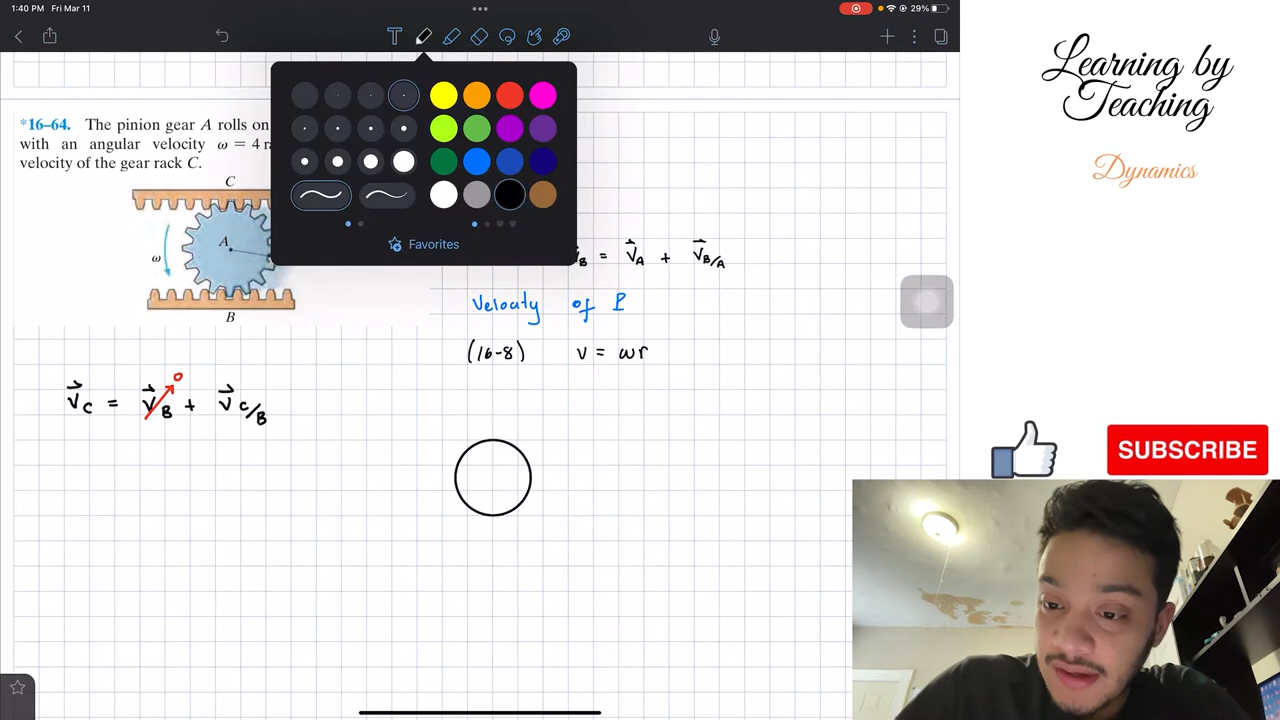 1:40 PM Fri Mar 11
29%
T
Learning by
Teaching
Dynamics
*16–64. The pinion gear A rolls on
with an angular velocity ω = 4
velocity of the gear rack C.
C
A
ω
B
Favorites
B = V⃗A + V⃗B/A
Velocity of P
(16-8) v = ωr
V⃗C = V⃗B + V⃗C/B
0
SUBSCRIBE